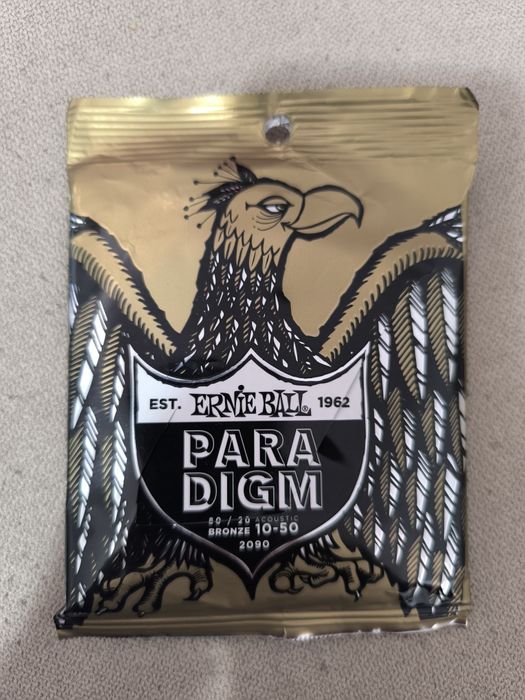 EST. ERNIE BALL® 1962
PARA
DIGM
80 / 20 ACOUSTIC
BRONZE 10-50
2090